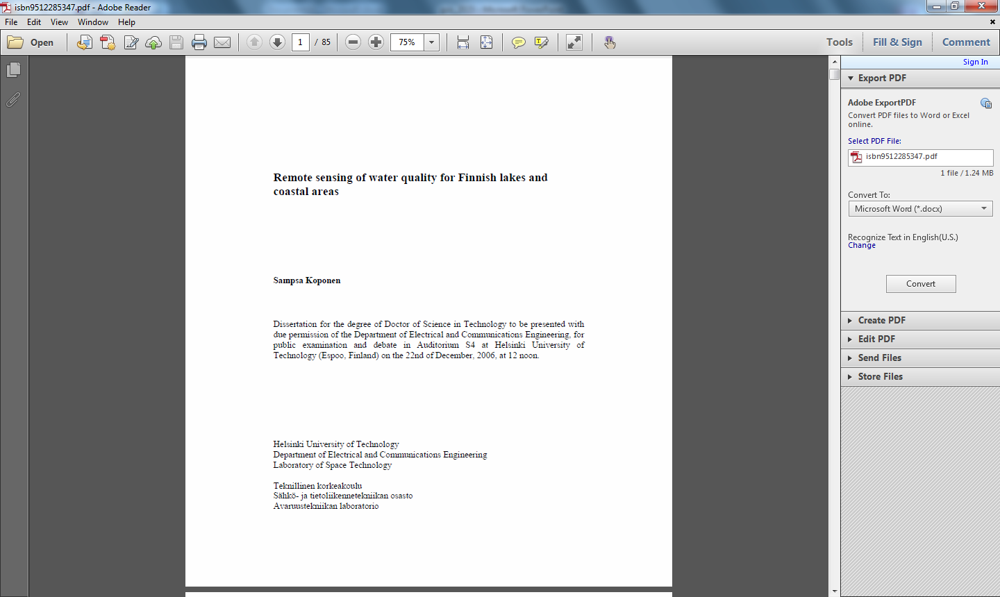 isbn9512285347.pdf - Adobe Reader
File Edit View Window Help
Open 1 / 85 75% Tools Fill & Sign Comment
Sign In
Export PDF
Adobe ExportPDF
Convert PDF files to Word or Excel
online.
Select PDF File:
isbn9512285347.pdf
1 file / 1.24 MB
Convert To:
Microsoft Word (*.docx)
Recognize Text in English(U.S.)
Change
Convert
Create PDF
Edit PDF
Send Files
Store Files
Remote sensing of water quality for Finnish lakes and
coastal areas
Sampsa Koponen
Dissertation for the degree of Doctor of Science in Technology to be presented with
due permission of the Department of Electrical and Communications Engineering, for
public examination and debate in Auditorium S4 at Helsinki University of
Technology (Espoo, Finland) on the 22nd of December, 2006, at 12 noon.
Helsinki University of Technology
Department of Electrical and Communications Engineering
Laboratory of Space Technology
Teknillinen korkeakoulu
Sähkö- ja tietoliikennetekniikan osasto
Avaruustekniikan laboratorio